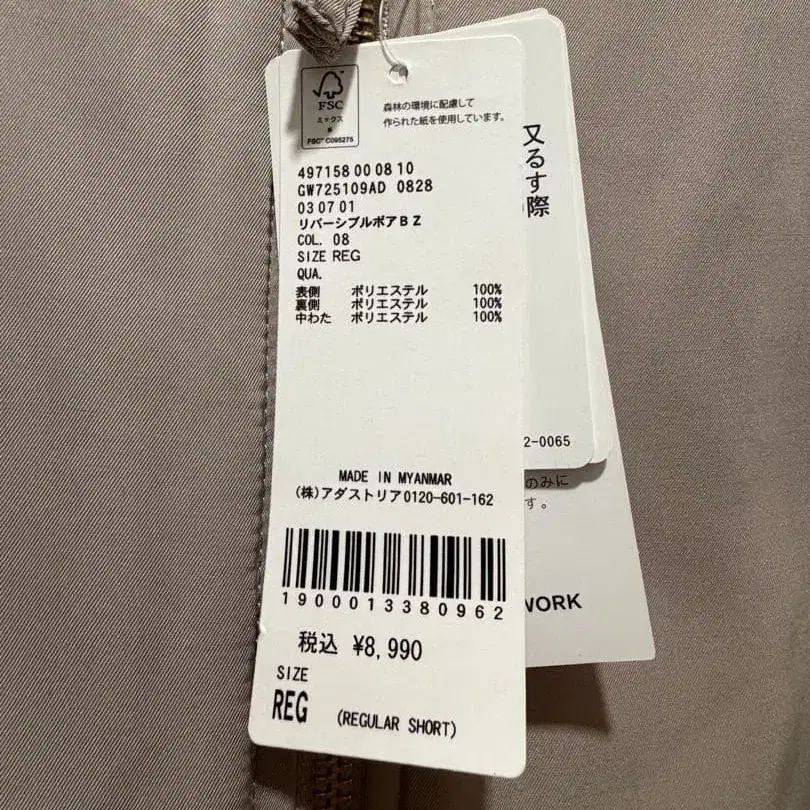 FSC
ミックス
紙
FSC™ C095275
森林の環境に配慮して
作られた紙を使用しています。
497158 00 08 10
GW725109AD 0828
03 07 01
リバーシブルボアBZ
COL. 08
SIZE REG
QUA.
表側 ポリエステル 100%
裏側 ポリエステル 100%
中わた ポリエステル 100%
MADE IN MYANMAR
(株)アダストリア0120-601-162
1900013380962
税込 ¥8,990
SIZE
REG (REGULAR SHORT)
又るす際
2-0065
のみに
す。
WORK